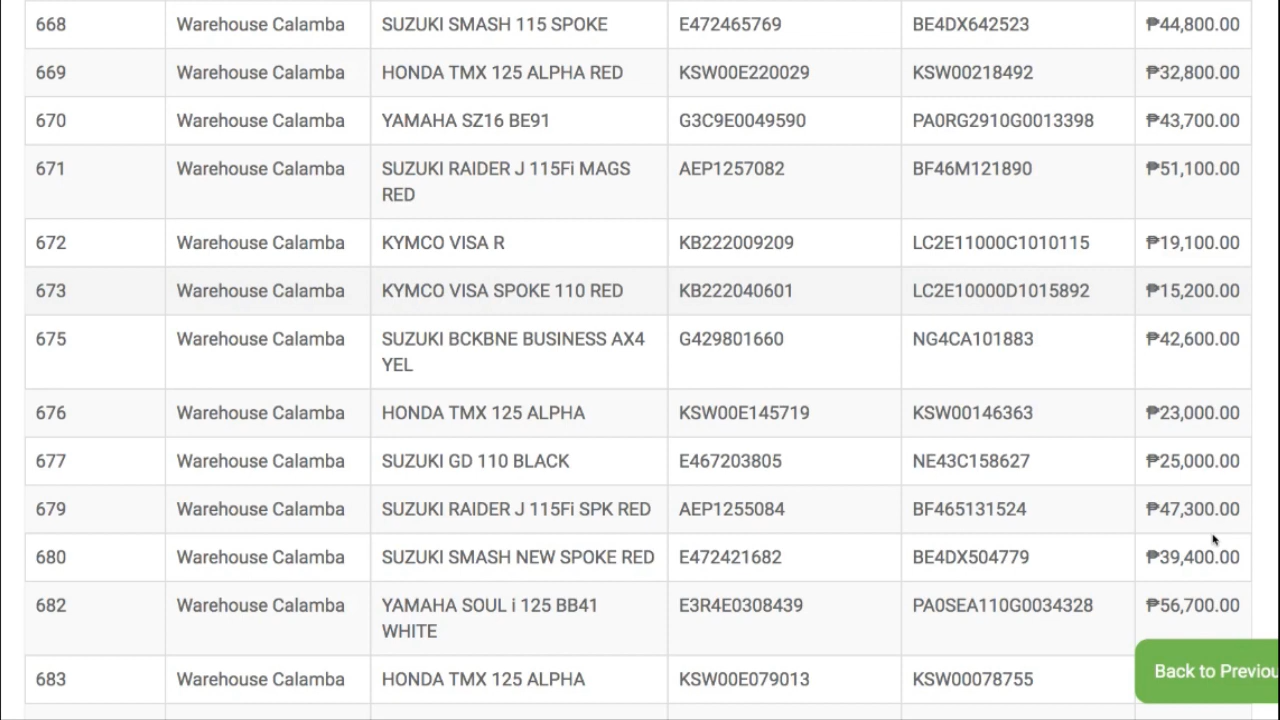 668 Warehouse Calamba SUZUKI SMASH 115 SPOKE E472465769 BE4DX642523 ₱44,800.00
669 Warehouse Calamba HONDA TMX 125 ALPHA RED KSW00E220029 KSW00218492 ₱32,800.00
670 Warehouse Calamba YAMAHA SZ16 BE91 G3C9E0049590 PA0RG2910G0013398 ₱43,700.00
671 Warehouse Calamba SUZUKI RAIDER J 115Fi MAGS AEP1257082 BF46M121890 ₱51,100.00
RED
672 Warehouse Calamba KYMCO VISA R KB222009209 LC2E11000C1010115 ₱19,100.00
673 Warehouse Calamba KYMCO VISA SPOKE 110 RED KB222040601 LC2E10000D1015892 ₱15,200.00
675 Warehouse Calamba SUZUKI BCKBNE BUSINESS AX4 G429801660 NG4CA101883 ₱42,600.00
YEL
676 Warehouse Calamba HONDA TMX 125 ALPHA KSW00E145719 KSW00146363 ₱23,000.00
677 Warehouse Calamba SUZUKI GD 110 BLACK E467203805 NE43C158627 ₱25,000.00
679 Warehouse Calamba SUZUKI RAIDER J 115Fi SPK RED AEP1255084 BF465131524 ₱47,300.00
680 Warehouse Calamba SUZUKI SMASH NEW SPOKE RED E472421682 BE4DX504779 ₱39,400.00
682 Warehouse Calamba YAMAHA SOUL i 125 BB41 E3R4E0308439 PA0SEA110G0034328 ₱56,700.00
WHITE
683 Warehouse Calamba HONDA TMX 125 ALPHA KSW00E079013 KSW00078755
Back to Previou